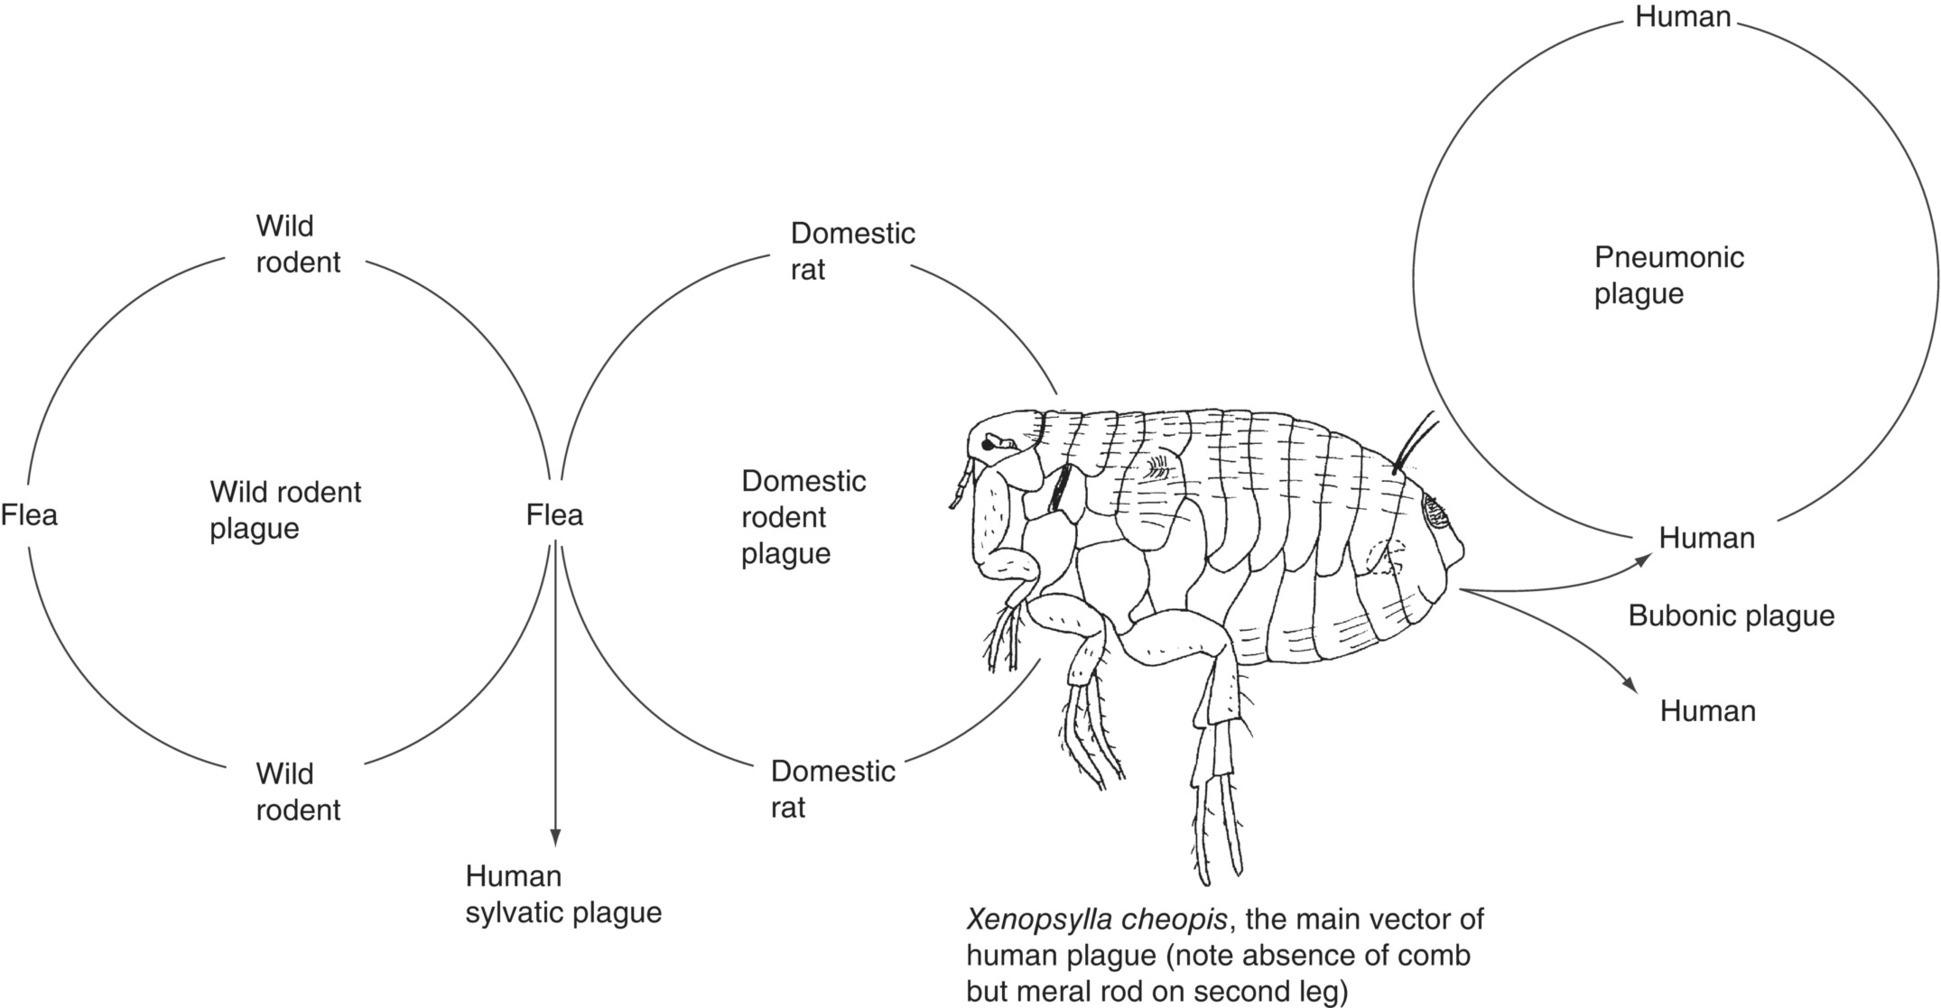 Human
Wild
rodent
Domestic
rat
Pneumonic
plague
Flea
Wild rodent
plague
Flea
Domestic
rodent
plague
Human
Bubonic plague
Human
Wild
rodent
Domestic
rat
Human
sylvatic plague
Xenopsylla cheopis, the main vector of
human plague (note absence of comb
but meral rod on second leg)